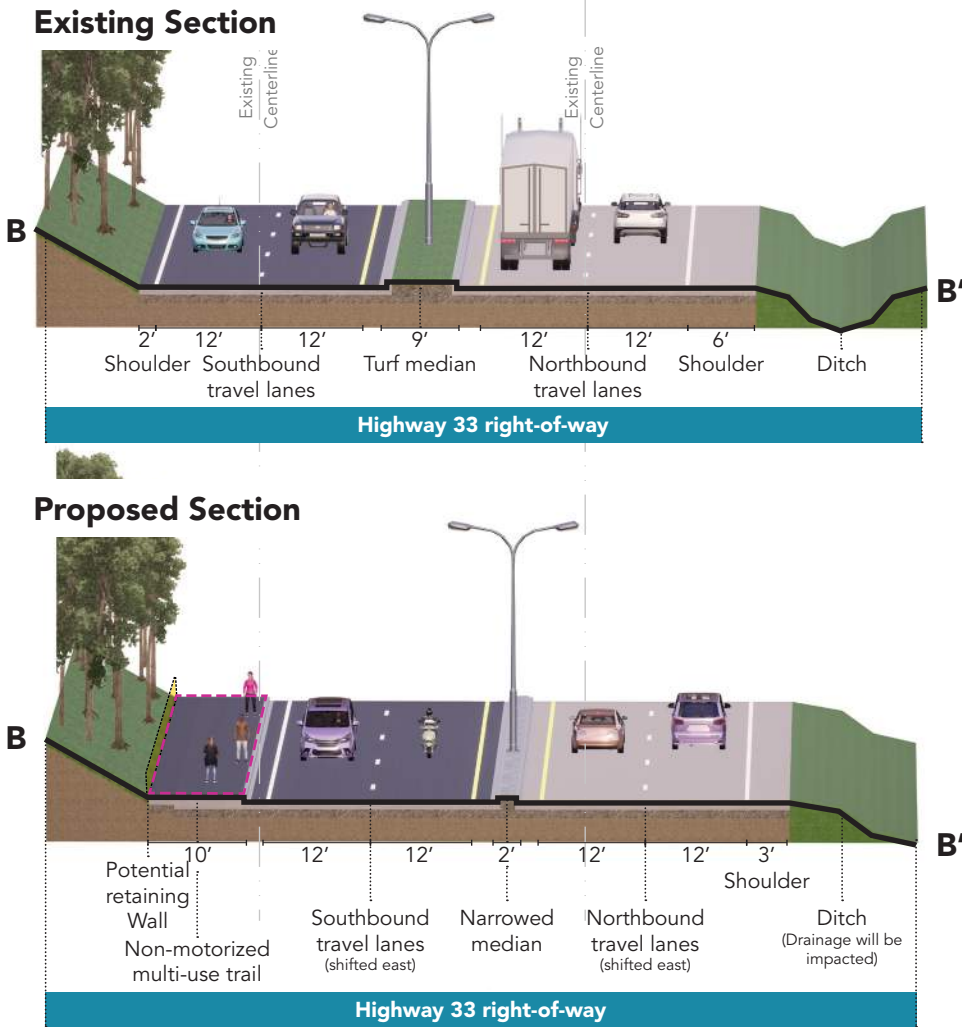 Existing Section
Existing
Centerline
Existing
Centerline
B
B'
2' 12' 12' 9' 12' 12' 6'
Shoulder Southbound Turf median Northbound Shoulder Ditch
travel lanes travel lanes
Highway 33 right-of-way
Proposed Section
B
B'
10' 12' 12' 2' 12' 12' 3'
Shoulder
Potential
retaining
Wall
Non-motorized
multi-use trail
Southbound
travel lanes
(shifted east)
Narrowed
median
Northbound
travel lanes
(shifted east)
Ditch
(Drainage will be
impacted)
Highway 33 right-of-way